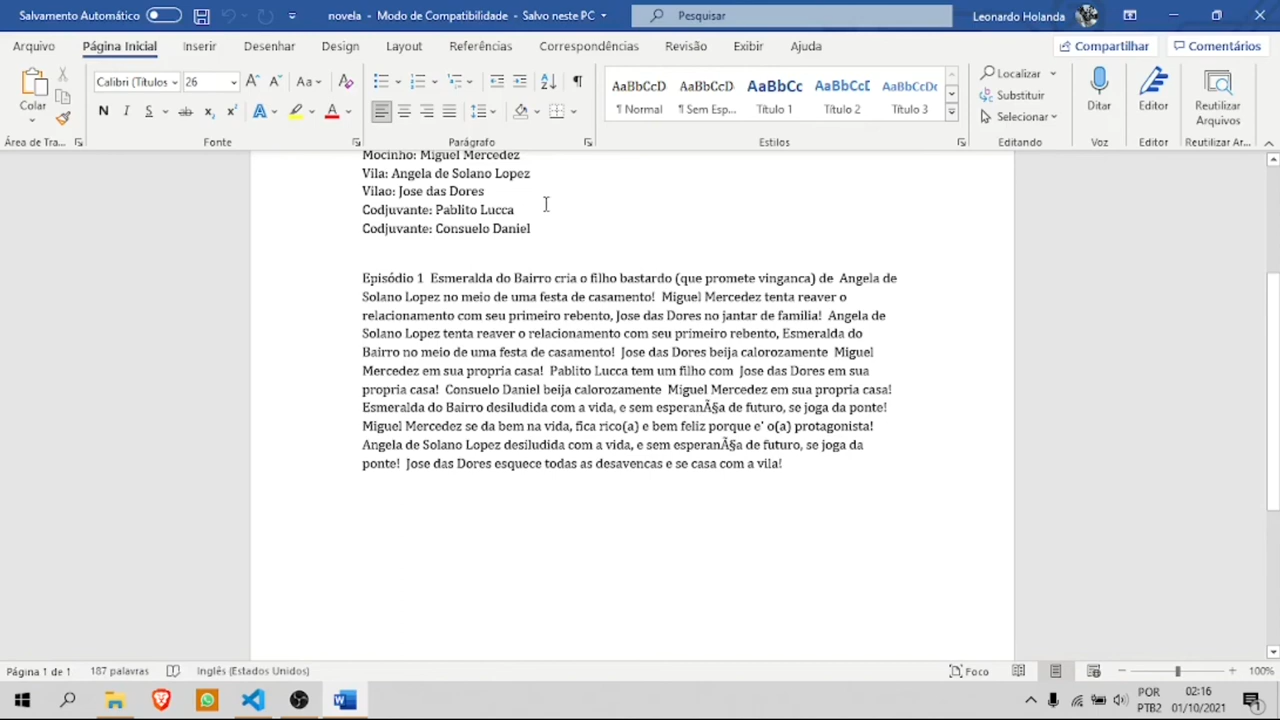 Salvamento Automático
novela - Modo de Compatibilidade - Salvo neste PC
Pesquisar
Leonardo Holanda
Arquivo Página Inicial Inserir Desenhar Design Layout Referências Correspondências Revisão Exibir Ajuda
Compartilhar Comentários
Colar
Calibri (Títulos 26
Aa
N I S ab x₂ x² A A
AaBbCcD AaBbCcD AaBbCc AaBbCcD AaBbCcDc
¶ Normal ¶ Sem Esp... Título 1 Título 2 Título 3
Localizar
Substituir
Selecionar
Ditar
Editor
Reutilizar
Arquivos
Área de Tra... Fonte Parágrafo Estilos Editando Voz Editor Reutilizar Ar...
Mocinho: Miguel Mercedez
Vila: Angela de Solano Lopez
Vilao: Jose das Dores
Codjuvante: Pablito Lucca
Codjuvante: Consuelo Daniel
Episódio 1 Esmeralda do Bairro cria o filho bastardo (que promete vinganca) de Angela de
Solano Lopez no meio de uma festa de casamento! Miguel Mercedez tenta reaver o
relacionamento com seu primeiro rebento, Jose das Dores no jantar de familia! Angela de
Solano Lopez tenta reaver o relacionamento com seu primeiro rebento, Esmeralda do
Bairro no meio de uma festa de casamento! Jose das Dores beija calorozamente Miguel
Mercedez em sua propria casa! Pablito Lucca tem um filho com Jose das Dores em sua
propria casa! Consuelo Daniel beija calorozamente Miguel Mercedez em sua propria casa!
Esmeralda do Bairro desiludida com a vida, e sem esperanÃ§a de futuro, se joga da ponte!
Miguel Mercedez se da bem na vida, fica rico(a) e bem feliz porque e' o(a) protagonista!
Angela de Solano Lopez desiludida com a vida, e sem esperanÃ§a de futuro, se joga da
ponte! Jose das Dores esquece todas as desavencas e se casa com a vila!
Página 1 de 1 187 palavras Inglês (Estados Unidos)
Foco
100%
POR
PTB2
02:16
01/10/2021